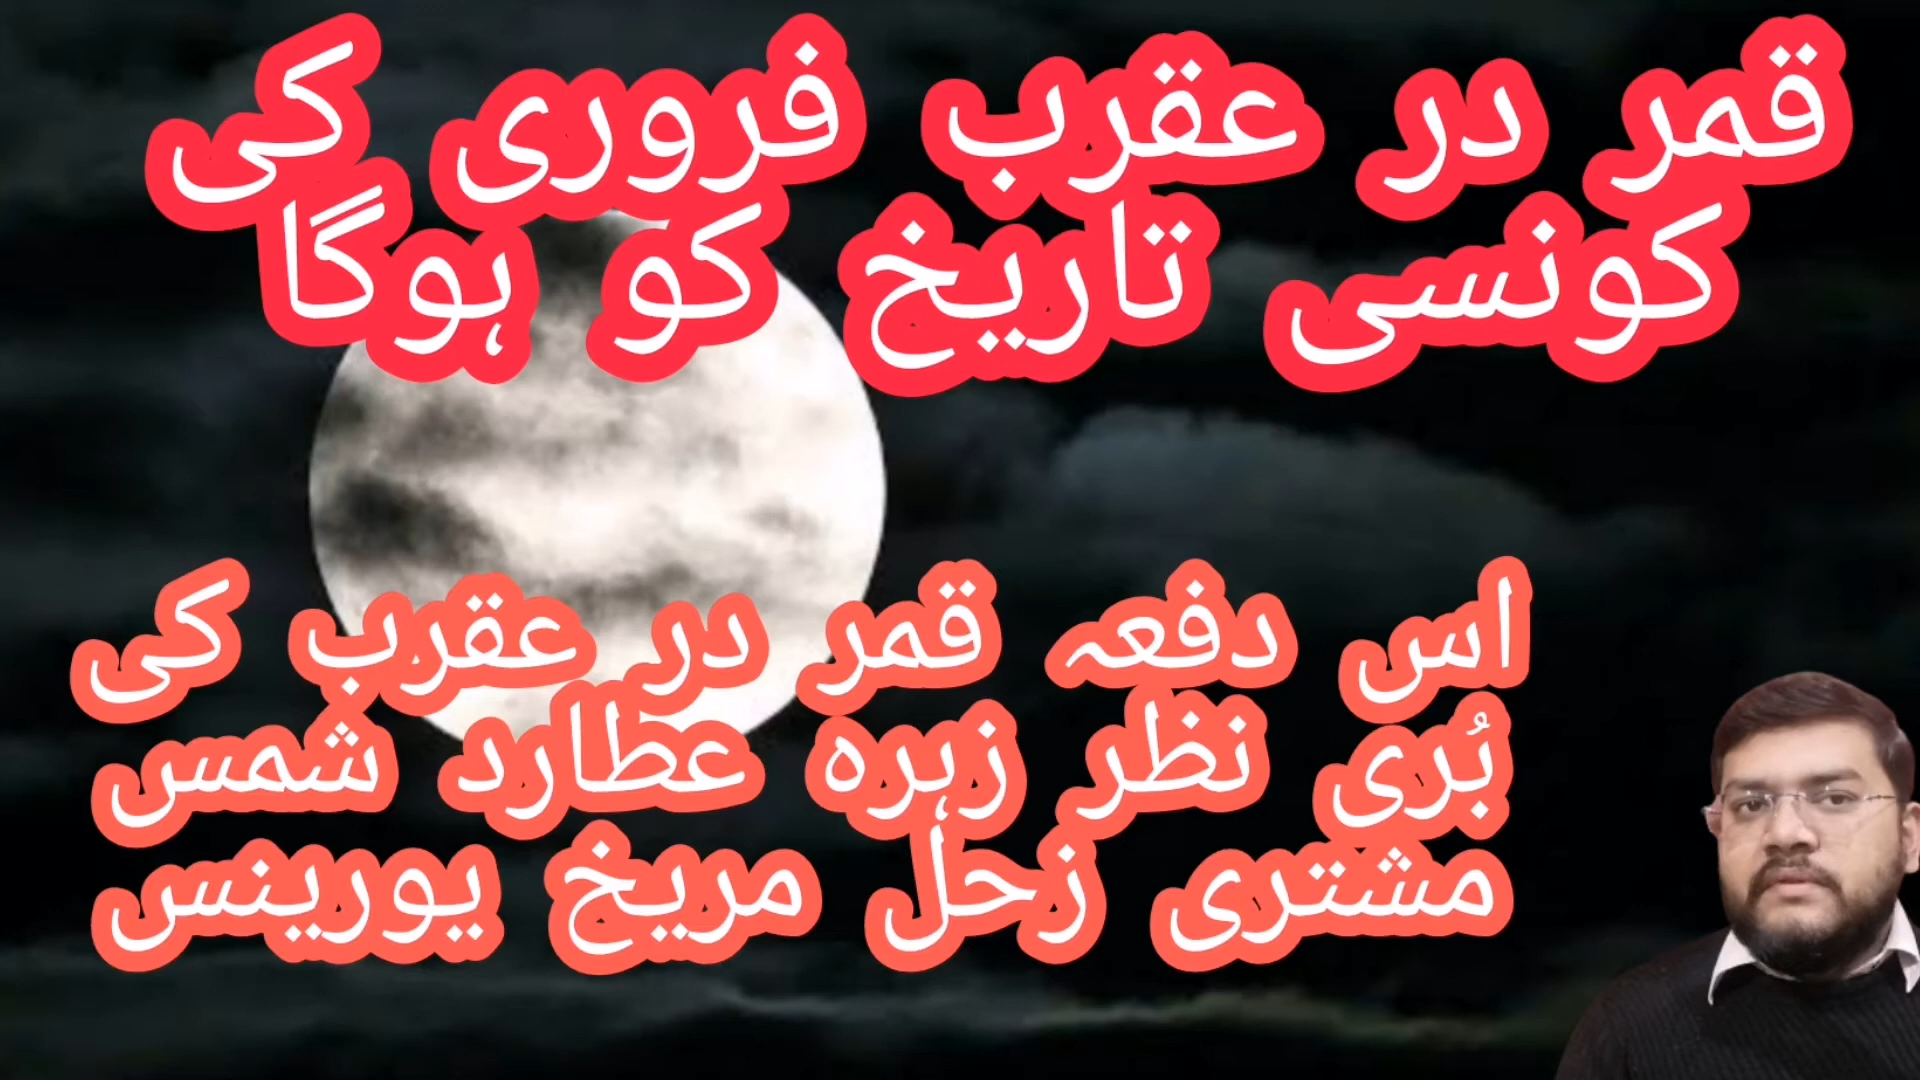 قمر در عقرب فروری کی
کونسی تاریخ کو ہوگا
اس دفعہ قمر در عقرب کی
بُری نظر زہرہ عطارد شمس
مشتری زحل مریخ یورینس